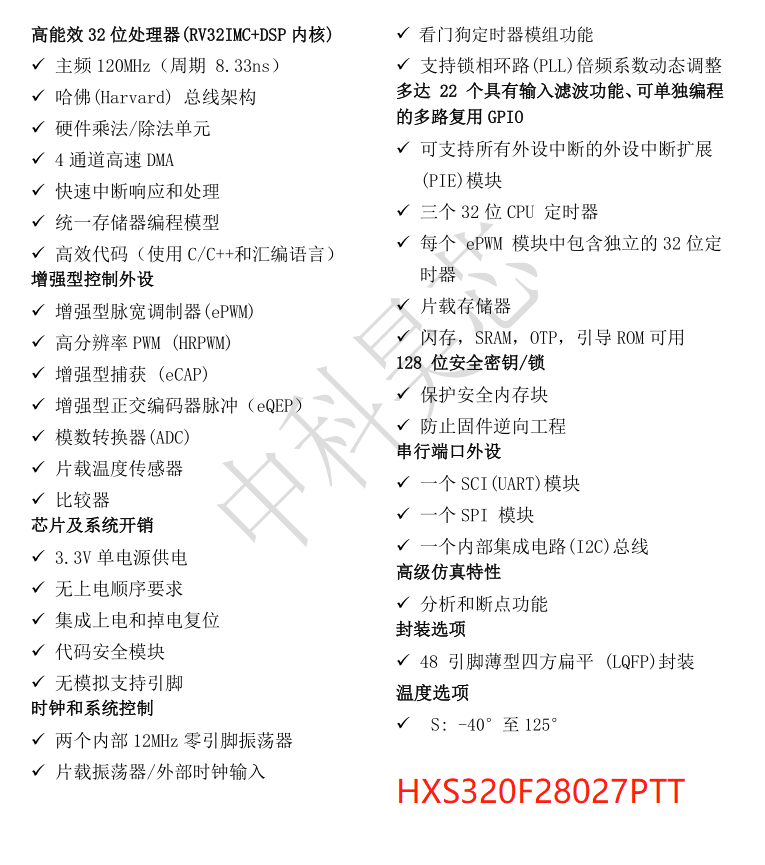 高能效 32 位处理器(RV32IMC+DSP 内核)
✓ 主频 120MHz（周期 8.33ns）
✓ 哈佛(Harvard) 总线架构
✓ 硬件乘法/除法单元
✓ 4 通道高速 DMA
✓ 快速中断响应和处理
✓ 统一存储器编程模型
✓ 高效代码（使用 C/C++和汇编语言）
增强型控制外设
✓ 增强型脉宽调制器(ePWM)
✓ 高分辨率 PWM (HRPWM)
✓ 增强型捕获 (eCAP)
✓ 增强型正交编码器脉冲（eQEP）
✓ 模数转换器(ADC)
✓ 片载温度传感器
✓ 比较器
芯片及系统开销
✓ 3.3V 单电源供电
✓ 无上电顺序要求
✓ 集成上电和掉电复位
✓ 代码安全模块
✓ 无模拟支持引脚
时钟和系统控制
✓ 两个内部 12MHz 零引脚振荡器
✓ 片载振荡器/外部时钟输入
✓ 看门狗定时器模组功能
✓ 支持锁相环路(PLL)倍频系数动态调整
多达 22 个具有输入滤波功能、可单独编程
的多路复用 GPIO
✓ 可支持所有外设中断的外设中断扩展
(PIE)模块
✓ 三个 32 位 CPU 定时器
✓ 每个 ePWM 模块中包含独立的 32 位定
时器
✓ 片载存储器
✓ 闪存，SRAM，OTP，引导 ROM 可用
128 位安全密钥/锁
✓ 保护安全内存块
✓ 防止固件逆向工程
串行端口外设
✓ 一个 SCI(UART)模块
✓ 一个 SPI 模块
✓ 一个内部集成电路(I2C)总线
高级仿真特性
✓ 分析和断点功能
封装选项
✓ 48 引脚薄型四方扁平 (LQFP)封装
温度选项
✓ S: -40°至 125°
HXS320F28027PTT
中科昊芯